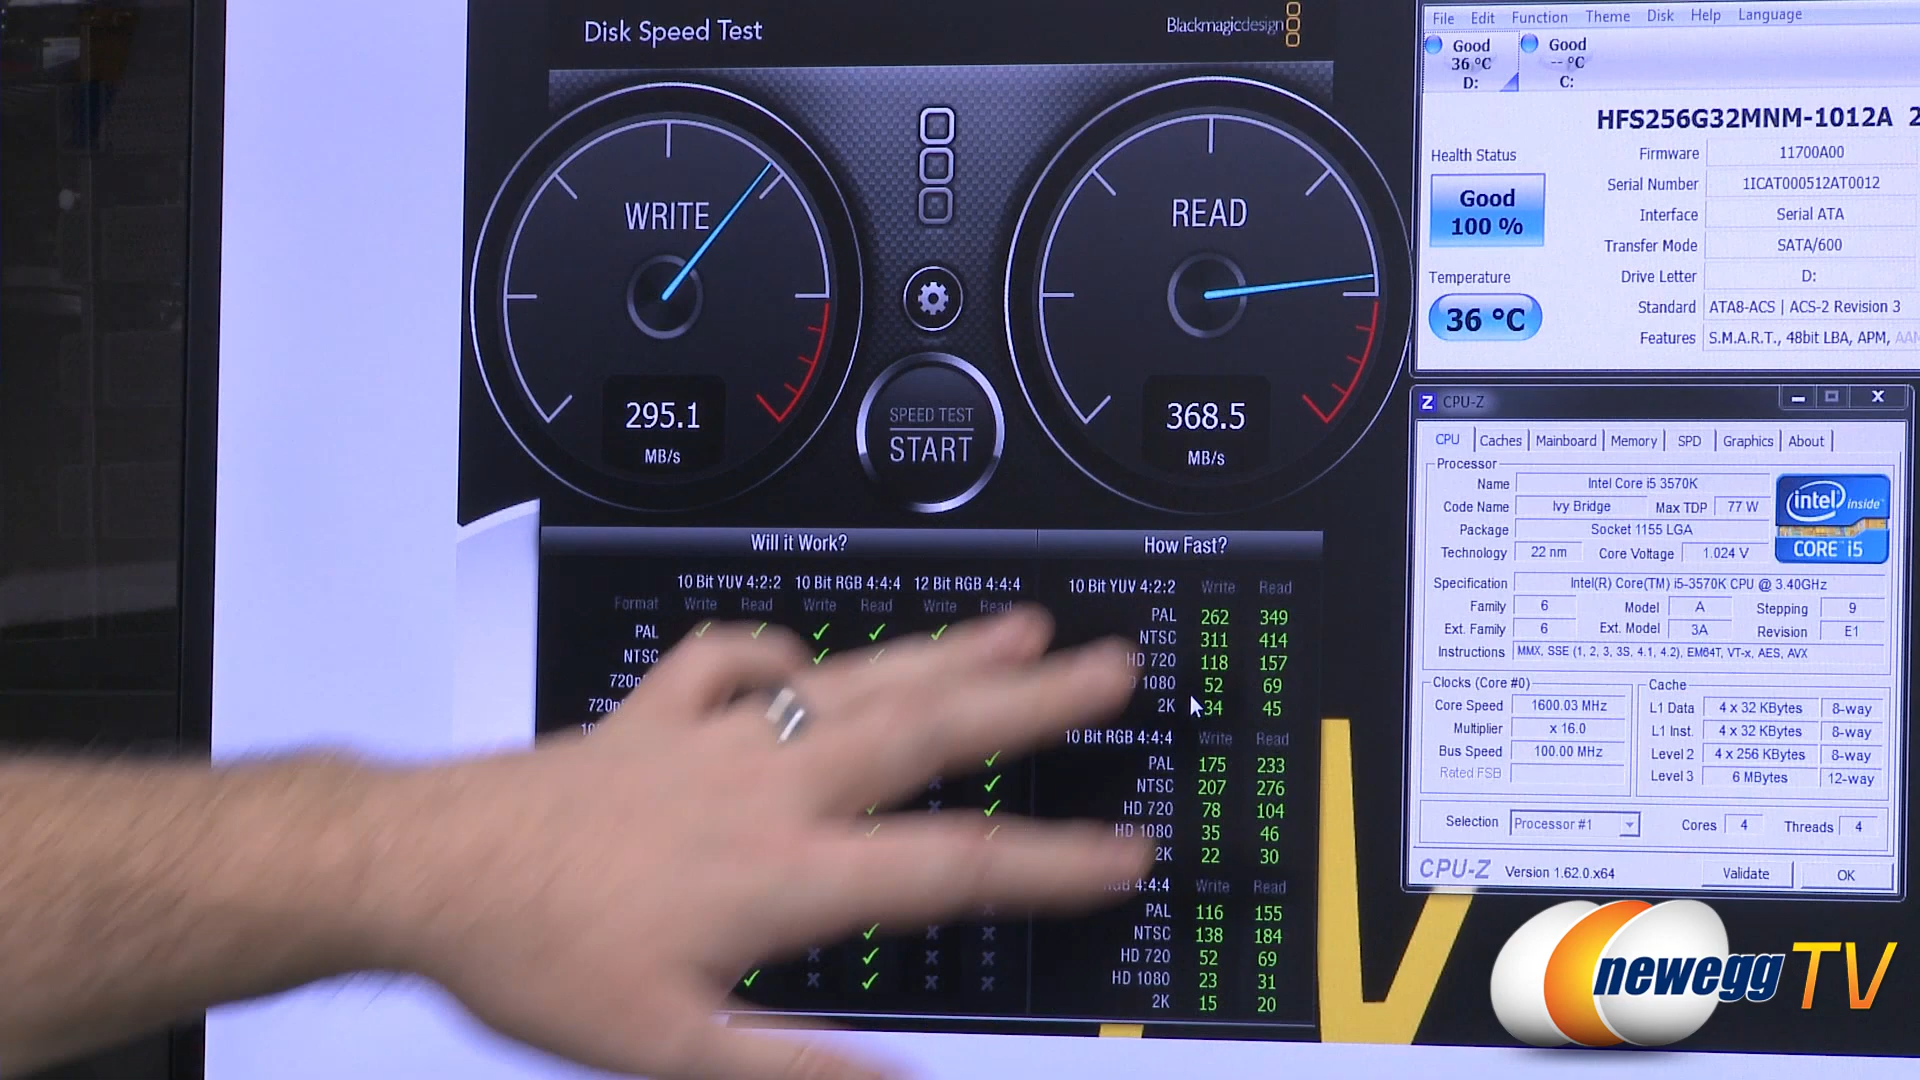 Disk Speed Test
Blackmagicdesign
WRITE
295.1
MB/s
SPEED TEST
START
READ
368.5
MB/s
Will it Work?
How Fast?
10 Bit YUV 4:2:2 10 Bit RGB 4:4:4 12 Bit RGB 4:4:4
Format Write Read Write Read Write Read
PAL ✓ ✓ ✓ ✓ ✓
NTSC ✓
10 Bit YUV 4:2:2 Write Read
PAL 262 349
NTSC 311 414
HD 720 118 157
1080 52 69
2K 34 45
10 Bit RGB 4:4:4 Write Read
PAL 175 233
NTSC 207 276
HD 720 78 104
HD 1080 35 46
2K 22 30
4:4:4 Write Read
PAL 116 155
NTSC 138 184
HD 720 52 69
HD 1080 23 31
2K 15 20
File Edit Function Theme Disk Help Language
Good
36 °C
D:
Good
-- °C
C:
HFS256G32MNM-1012A 2
Health Status
Good
100 %
Temperature
36 °C
Firmware 11700A00
Serial Number 1ICAT000512AT0012
Interface Serial ATA
Transfer Mode SATA/600
Drive Letter D:
Standard ATA8-ACS | ACS-2 Revision 3
Features S.M.A.R.T., 48bit LBA, APM,
CPU-Z
CPU Caches Mainboard Memory SPD Graphics About
Processor
Name Intel Core i5 3570K
Code Name Ivy Bridge Max TDP 77 W
Package Socket 1155 LGA
Technology 22 nm Core Voltage 1.024 V
intel inside™
CORE i5
Specification Intel(R) Core(TM) i5-3570K CPU @ 3.40GHz
Family 6 Model A Stepping 9
Ext. Family 6 Ext. Model 3A Revision E1
Instructions MMX, SSE (1, 2, 3, 3S, 4.1, 4.2), EM64T, VT-x, AES, AVX
Clocks (Core #0)
Core Speed 1600.03 MHz
Multiplier x 16.0
Bus Speed 100.00 MHz
Rated FSB
Cache
L1 Data 4 x 32 KBytes 8-way
L1 Inst. 4 x 32 KBytes 8-way
Level 2 4 x 256 KBytes 8-way
Level 3 6 MBytes 12-way
Selection Processor #1 Cores 4 Threads 4
CPU-Z Version 1.62.0.x64 Validate OK
newegg TV